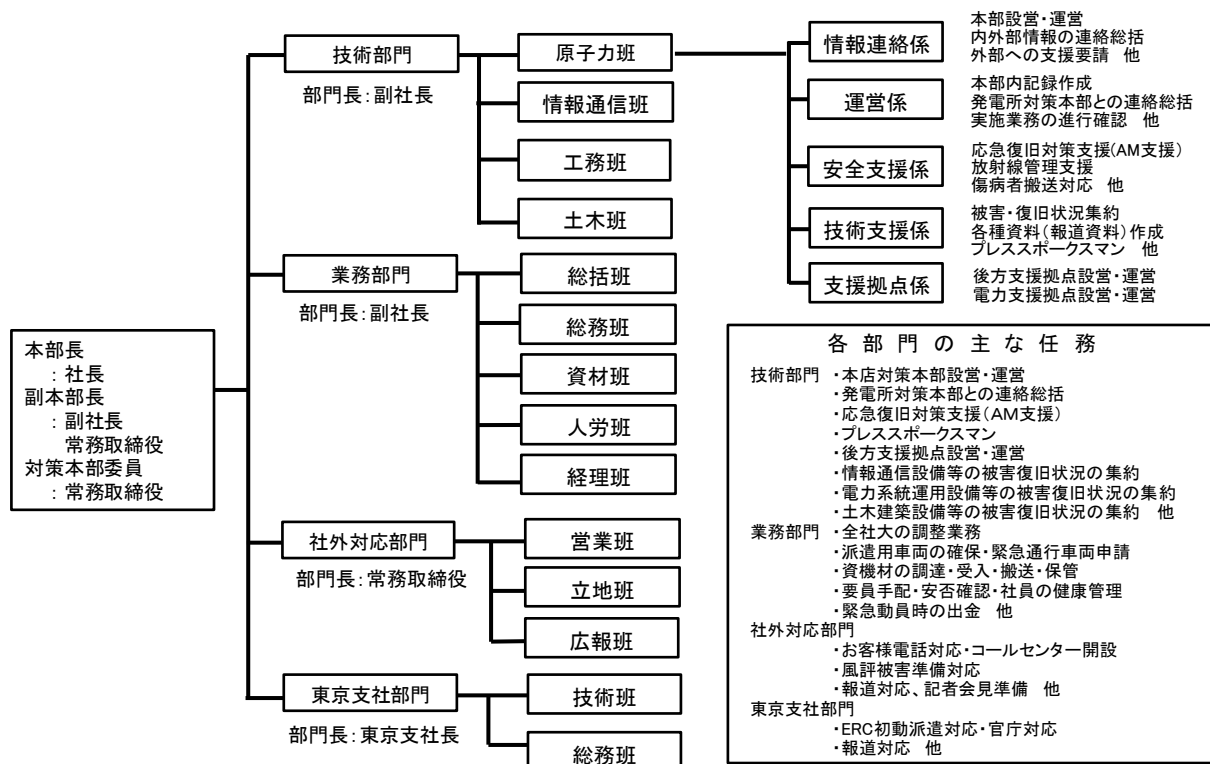 本部長
：社長
副本部長
：副社長
常務取締役
対策本部委員
：常務取締役
技術部門
部門長：副社長
原子力班
情報通信班
工務班
土木班
情報連絡係
本部設営・運営
内外部情報の連絡総括
外部への支援要請　他
運営係
本部内記録作成
発電所対策本部との連絡総括
実施業務の進行確認　他
安全支援係
応急復旧対策支援(AM支援)
放射線管理支援
傷病者搬送対応　他
技術支援係
被害・復旧状況集約
各種資料(報道資料)作成
プレススポークスマン　他
支援拠点係
後方支援拠点設営・運営
電力支援拠点設営・運営
業務部門
部門長：副社長
総括班
総務班
資材班
人労班
経理班
社外対応部門
部門長：常務取締役
営業班
立地班
広報班
東京支社部門
部門長：東京支社長
技術班
総務班
各部門の主な任務
技術部門　・本店対策本部設営・運営
・発電所対策本部との連絡総括
・応急復旧対策支援（AM支援）
・プレススポークスマン
・後方支援拠点設営・運営
・情報通信設備等の被害復旧状況の集約
・電力系統運用設備等の被害復旧状況の集約
・土木建築設備等の被害復旧状況の集約　他
業務部門　・全社大の調整業務
・派遣用車両の確保・緊急通行車両申請
・資機材の調達・受入・搬送・保管
・要員手配・安否確認・社員の健康管理
・緊急動員時の出金　他
社外対応部門
・お客様電話対応・コールセンター開設
・風評被害準備対応
・報道対応、記者会見準備　他
東京支社部門
・ERC初動派遣対応・官庁対応
・報道対応　他